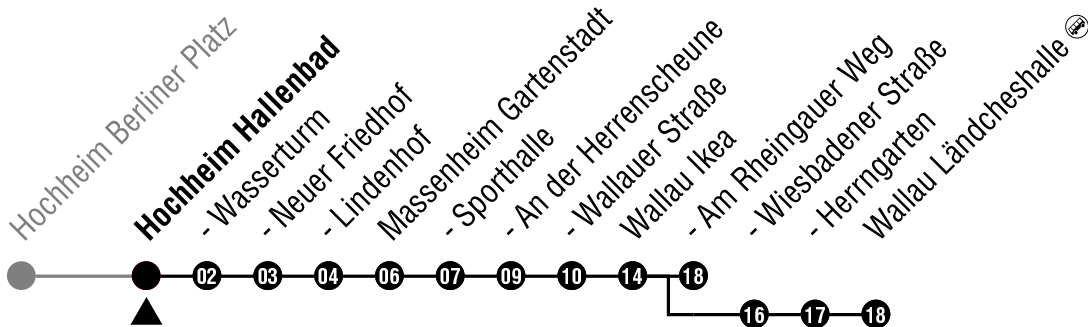 Hochheim Berliner Platz
Hochheim Hallenbad
- Wasserturm
- Neuer Friedhof
- Lindenhof
Massenheim Gartenstadt
- Sporthalle
- An der Herrenscheune
- Wallauer Straße
Wallau Ikea
- Am Rheingauer Weg
- Wiesbadener Straße
- Herrngarten
Wallau Ländcheshalle
02 03 04 06 07 09 10 14 18
16 17 18